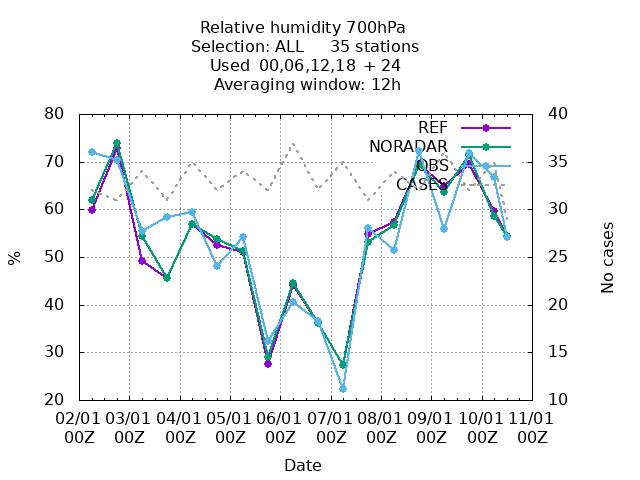 Relative humidity 700hPa
Selection: ALL 35 stations
Used 00,06,12,18 + 24
Averaging window: 12h
80 40
REF
NORADAR
70 OBS 35
CASES
60 30
50 25
40 20
30 15
20 10
%
No cases
02/01 03/01 04/01 05/01 06/01 07/01 08/01 09/01 10/01 11/01
00Z 00Z 00Z 00Z 00Z 00Z 00Z 00Z 00Z 00Z
Date